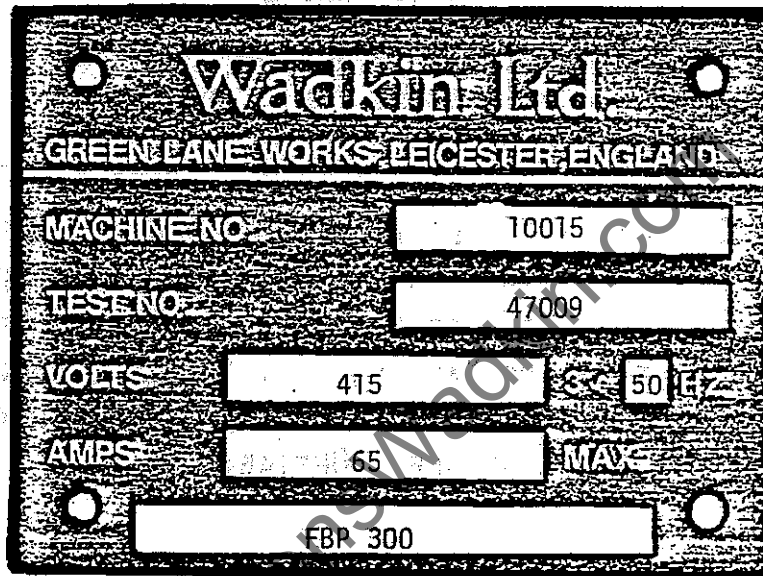 Wadkin Ltd.
GREEN LANE WORKS, LEICESTER, ENGLAND
MACHINE NO 10015
TEST NO 47009
VOLTS 415 50 HZ
AMPS 65 MAX
FBP 300